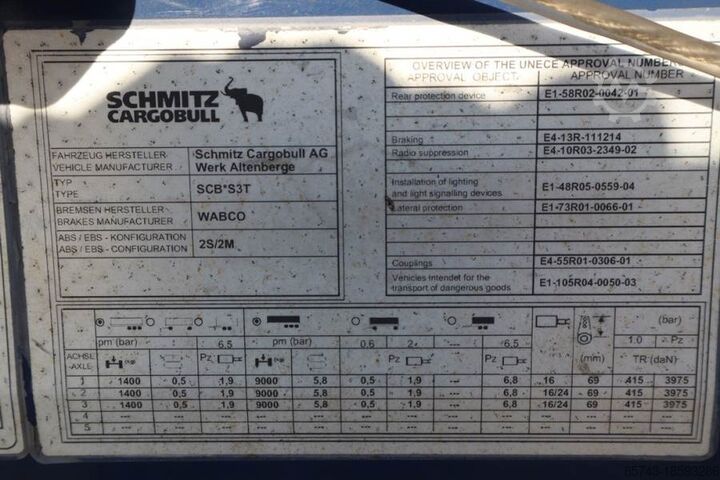 SCHMITZ
CARGOBULL
FAHRZEUG HERSTELLER
VEHICLE MANUFACTURER
Schmitz Cargobull AG
Werk Altenberge
TYP
TYPE
SCB*S3T
BREMSEN HERSTELLER
BRAKES MANUFACTURER
WABCO
ABS / EBS - KONFIGURATION
ABS / EBS - CONFIGURATION
2S/2M
OVERVIEW OF THE UNECE APPROVAL NUMBER
APPROVAL OBJECT APPROVAL NUMBER
Rear protection device E1-58R02-0042-01
Braking E4-13R-111214
Radio suppression E4-10R03-2349-02
Installation of lighting
and light signalling devices E1-48R05-0559-04
Lateral protection E1-73R01-0066-01
Couplings E4-55R01-0306-01
Vehicles intendet for the
transport of dangerous goods E1-105R04-0050-03
(bar)
pm (bar) --- 6,5 pm (bar) 0,6 2 --- 6,5 1.0 Pz
ACHSE
AXLE (kg) Pz (kg) Pz Pz (mm) TR (daN)
1 1400 0,5 1,9 9000 5,8 0,5 1,9 --- 6,8 16 69 415 3975
2 1400 0,5 1,9 9000 5,8 0,5 1,9 --- 6,8 16/24 69 415 3975
3 1400 0,5 1,9 9000 5,8 0,5 1,9 --- 6,8 16/24 69 415 3975
4 --- --- --- --- --- --- --- --- --- --- --- --- ---
5 --- --- --- --- --- --- --- --- --- --- --- --- ---